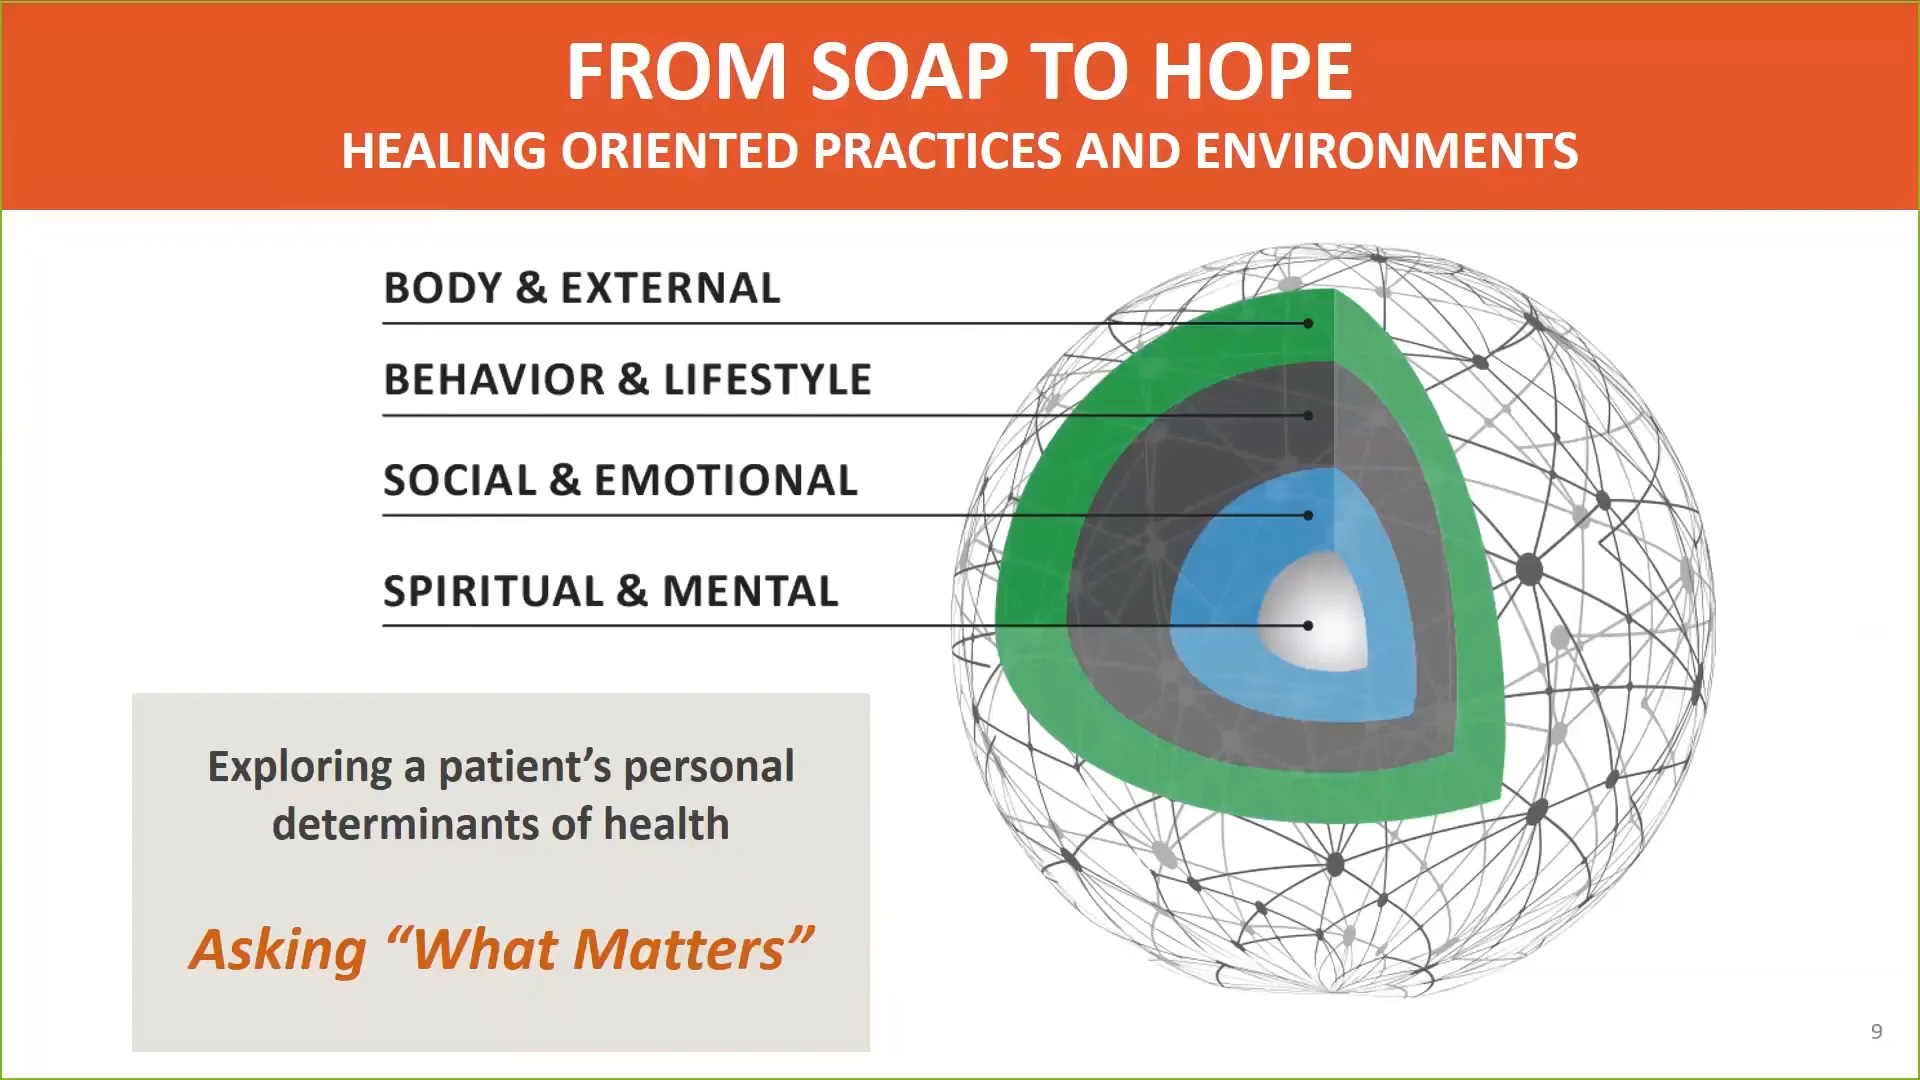 FROM SOAP TO HOPE
HEALING ORIENTED PRACTICES AND ENVIRONMENTS
BODY & EXTERNAL
BEHAVIOR & LIFESTYLE
SOCIAL & EMOTIONAL
SPIRITUAL & MENTAL
Exploring a patient’s personal
determinants of health
Asking “What Matters”
9